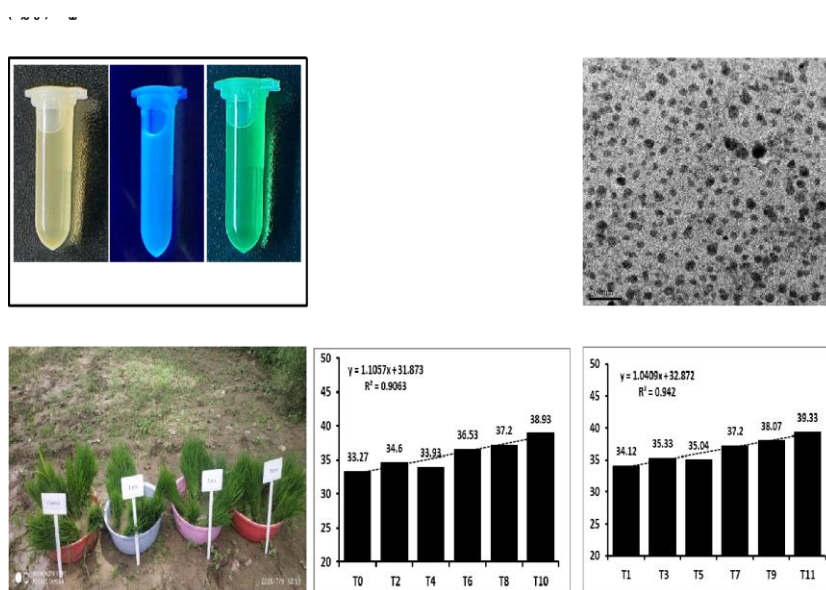 y = 1.1057x+31.873
R² = 0.9063
50
45
40
35
30
25
20
33.27
34.6
33.93
36.53
37.2
38.93
T0
T2
T4
T6
T8
T10
y = 1.0409x+32.872
R² = 0.942
50
45
40
35
30
25
20
34.12
35.33
35.04
37.2
38.07
39.33
T1
T3
T5
T7
T9
T11